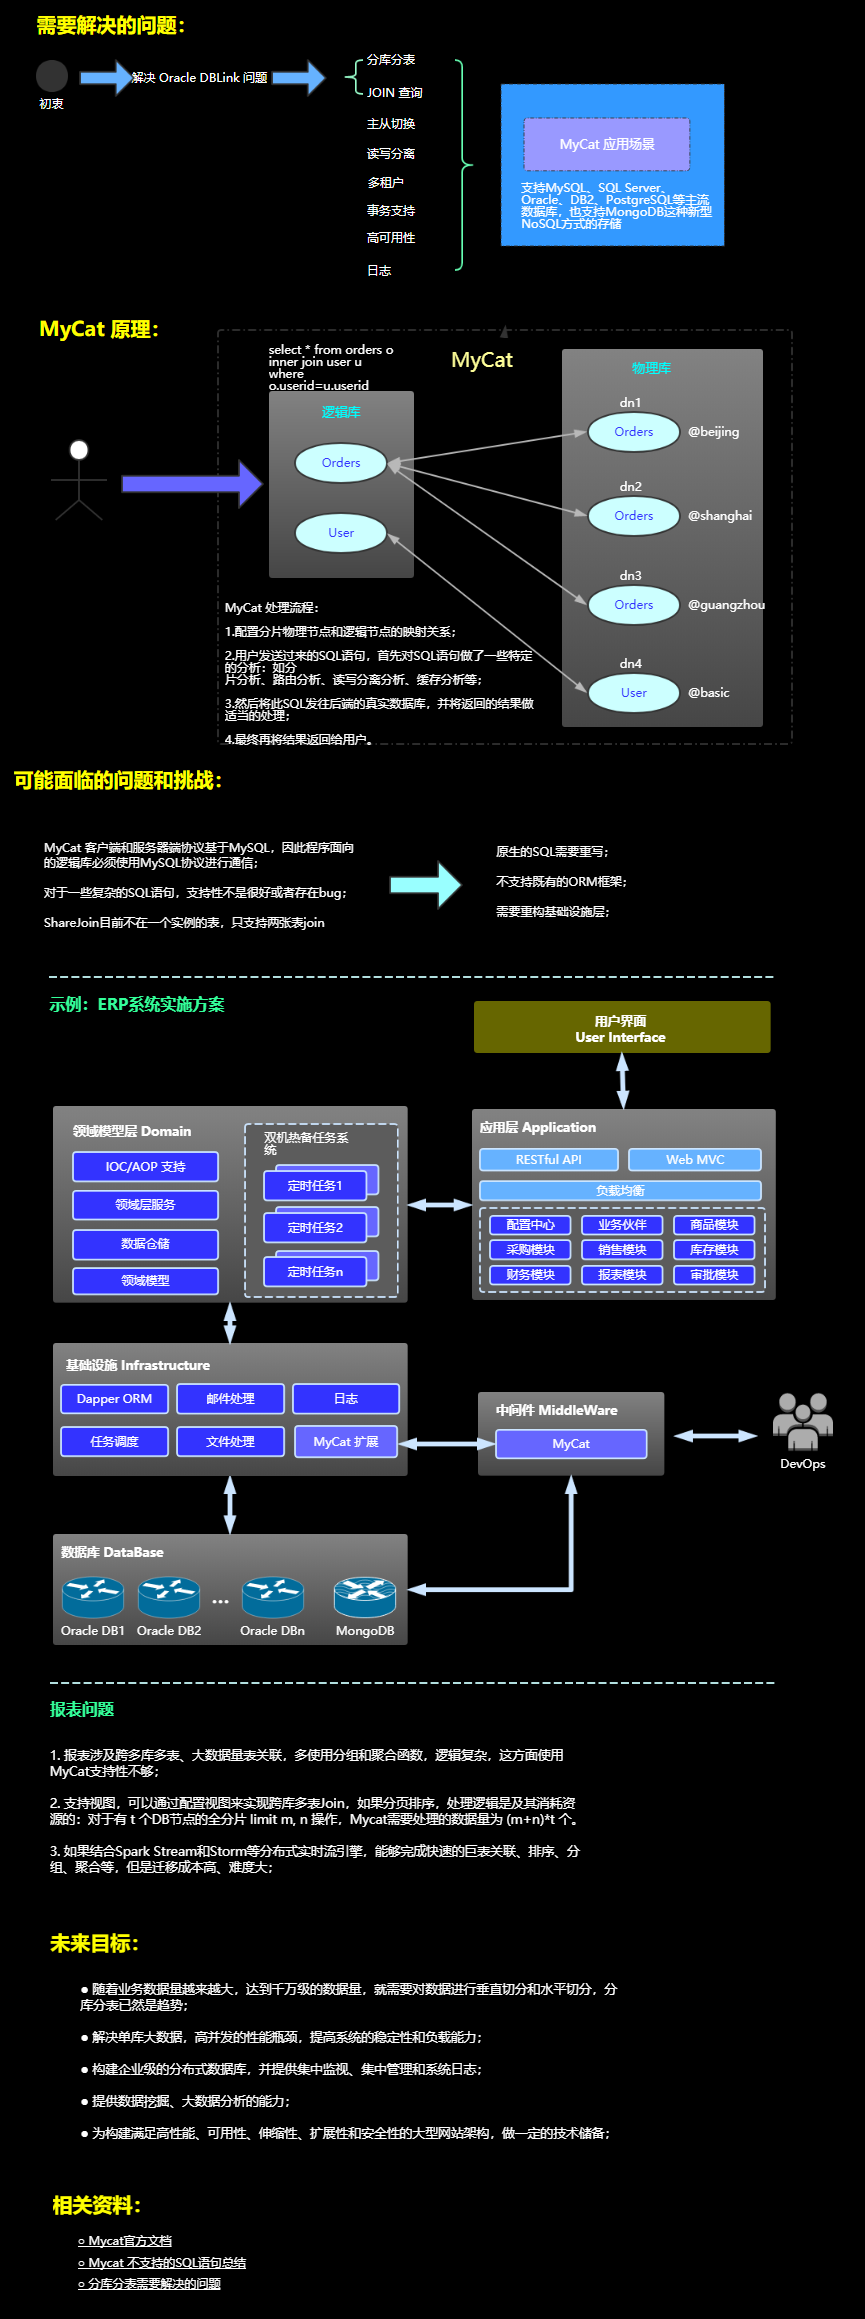 需要解决的问题：
初衷
解决 Oracle DBLink 问题
分库分表
JOIN 查询
主从切换
读写分离
多租户
事务支持
高可用性
日志
MyCat 应用场景
支持MySQL、SQL Server、
Oracle、DB2、PostgreSQL等主流
数据库，也支持MongoDB这种新型
NoSQL方式的存储
MyCat 原理：
select * from orders o
inner join user u
where
o.userid=u.userid
MyCat
逻辑库
Orders
User
物理库
dn1
Orders
@beijing
dn2
Orders
@shanghai
dn3
Orders
@guangzhou
dn4
User
@basic
MyCat 处理流程：
1.配置分片物理节点和逻辑节点的映射关系；
2.用户发送过来的SQL语句，首先对SQL语句做了一些特定
的分析：如分
片分析、路由分析、读写分离分析、缓存分析等；
3.然后将此SQL发往后端的真实数据库，并将返回的结果做
适当的处理；
4.最终再将结果返回给用户。
可能面临的问题和挑战：
MyCat 客户端和服务器端协议基于MySQL，因此程序面向
的逻辑库必须使用MySQL协议进行通信；
对于一些复杂的SQL语句，支持性不是很好或者存在bug；
ShareJoin目前不在一个实例的表，只支持两张表join
原生的SQL需要重写；
不支持既有的ORM框架；
需要重构基础设施层；
示例：ERP系统实施方案
用户界面
User Interface
领域模型层 Domain
IOC/AOP 支持
领域层服务
数据仓储
领域模型
双机热备任务系
统
定时任务1
定时任务2
定时任务n
应用层 Application
RESTful API
Web MVC
负载均衡
配置中心
业务伙伴
商品模块
采购模块
销售模块
库存模块
财务模块
报表模块
审批模块
基础设施 Infrastructure
Dapper ORM
邮件处理
日志
任务调度
文件处理
MyCat 扩展
中间件 MiddleWare
MyCat
DevOps
数据库 DataBase
Oracle DB1
Oracle DB2
...
Oracle DBn
MongoDB
报表问题
1. 报表涉及跨多库多表、大数据量表关联，多使用分组和聚合函数，逻辑复杂，这方面使用
MyCat支持性不够；
2. 支持视图，可以通过配置视图来实现跨库多表Join，如果分页排序，处理逻辑是及其消耗资
源的：对于有 t 个DB节点的全分片 limit m, n 操作，Mycat需要处理的数据量为 (m+n)*t 个。
3. 如果结合Spark Stream和Storm等分布式实时流引擎，能够完成快速的巨表关联、排序、分
组、聚合等，但是迁移成本高、难度大；
未来目标：
● 随着业务数据量越来越大，达到千万级的数据量，就需要对数据进行垂直切分和水平切分，分
库分表已然是趋势；
● 解决单库大数据，高并发的性能瓶颈，提高系统的稳定性和负载能力；
● 构建企业级的分布式数据库，并提供集中监视、集中管理和系统日志；
● 提供数据挖掘、大数据分析的能力；
● 为构建满足高性能、可用性、伸缩性、扩展性和安全性的大型网站架构，做一定的技术储备；
相关资料：
○ Mycat官方文档
○ Mycat 不支持的SQL语句总结
○ 分库分表需要解决的问题